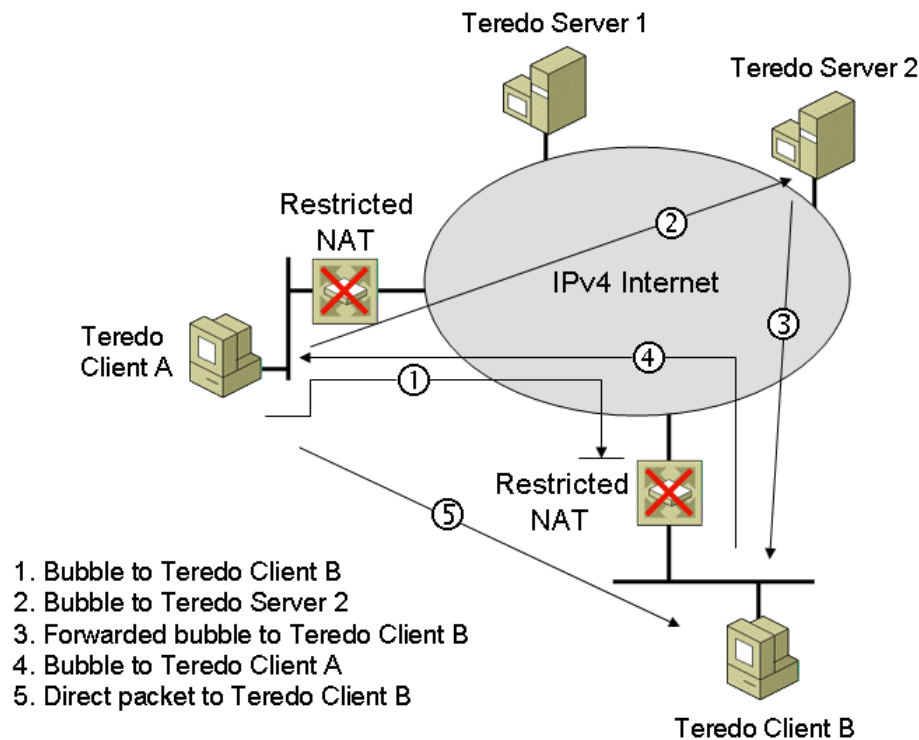 Teredo Server 1
Teredo Server 2
Restricted
NAT
2
IPv4 Internet
3
Teredo
Client A
4
1
Restricted
NAT
5
1. Bubble to Teredo Client B
2. Bubble to Teredo Server 2
3. Forwarded bubble to Teredo Client B
4. Bubble to Teredo Client A
5. Direct packet to Teredo Client B
Teredo Client B